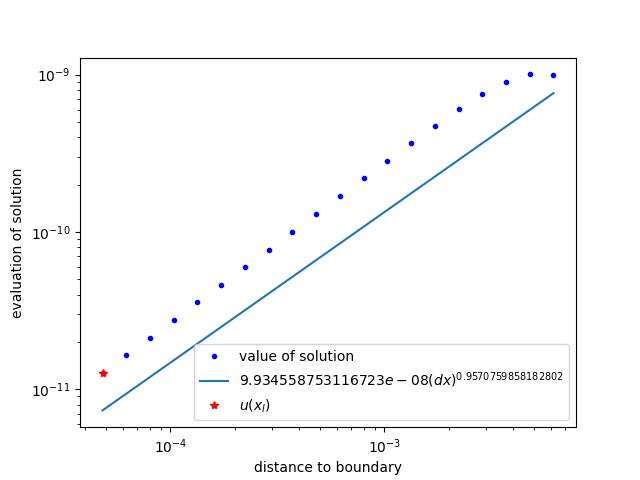 10⁻⁹
10⁻¹⁰
10⁻¹¹
evaluation of solution
value of solution
9.934558753116723e − 08(dx)^0.9570759858182802
u(x_l)
10⁻⁴
10⁻³
distance to boundary